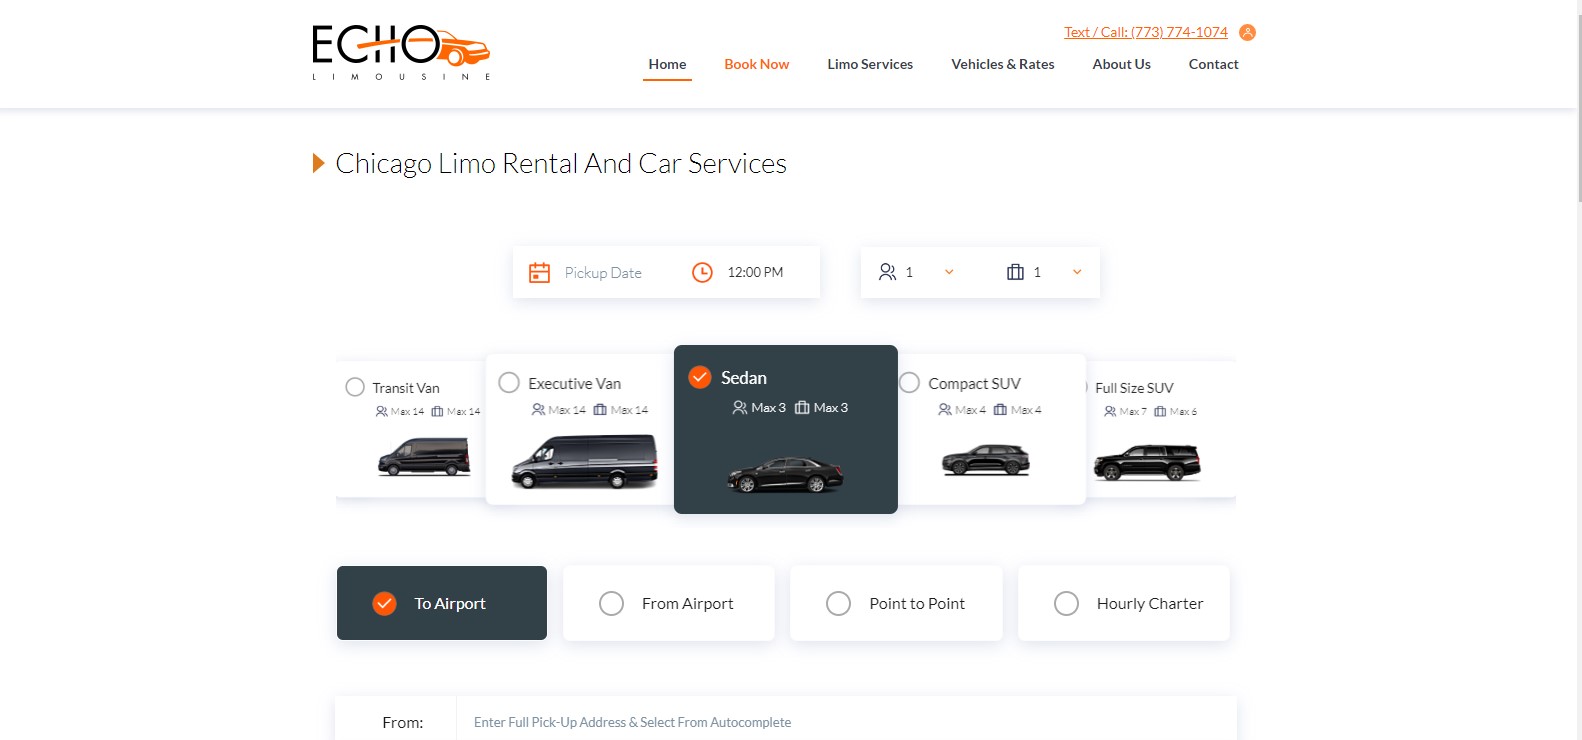 ECHO
LIMOUSINE
Text / Call: (773) 774-1074
Home Book Now Limo Services Vehicles & Rates About Us Contact
Chicago Limo Rental And Car Services
Pickup Date 12:00 PM 1 1
Transit Van
Max 14 Max 14
Executive Van
Max 14 Max 14
Sedan
Max 3 Max 3
Compact SUV
Max 4 Max 4
Full Size SUV
Max 7 Max 6
To Airport From Airport Point to Point Hourly Charter
From: Enter Full Pick-Up Address & Select From Autocomplete